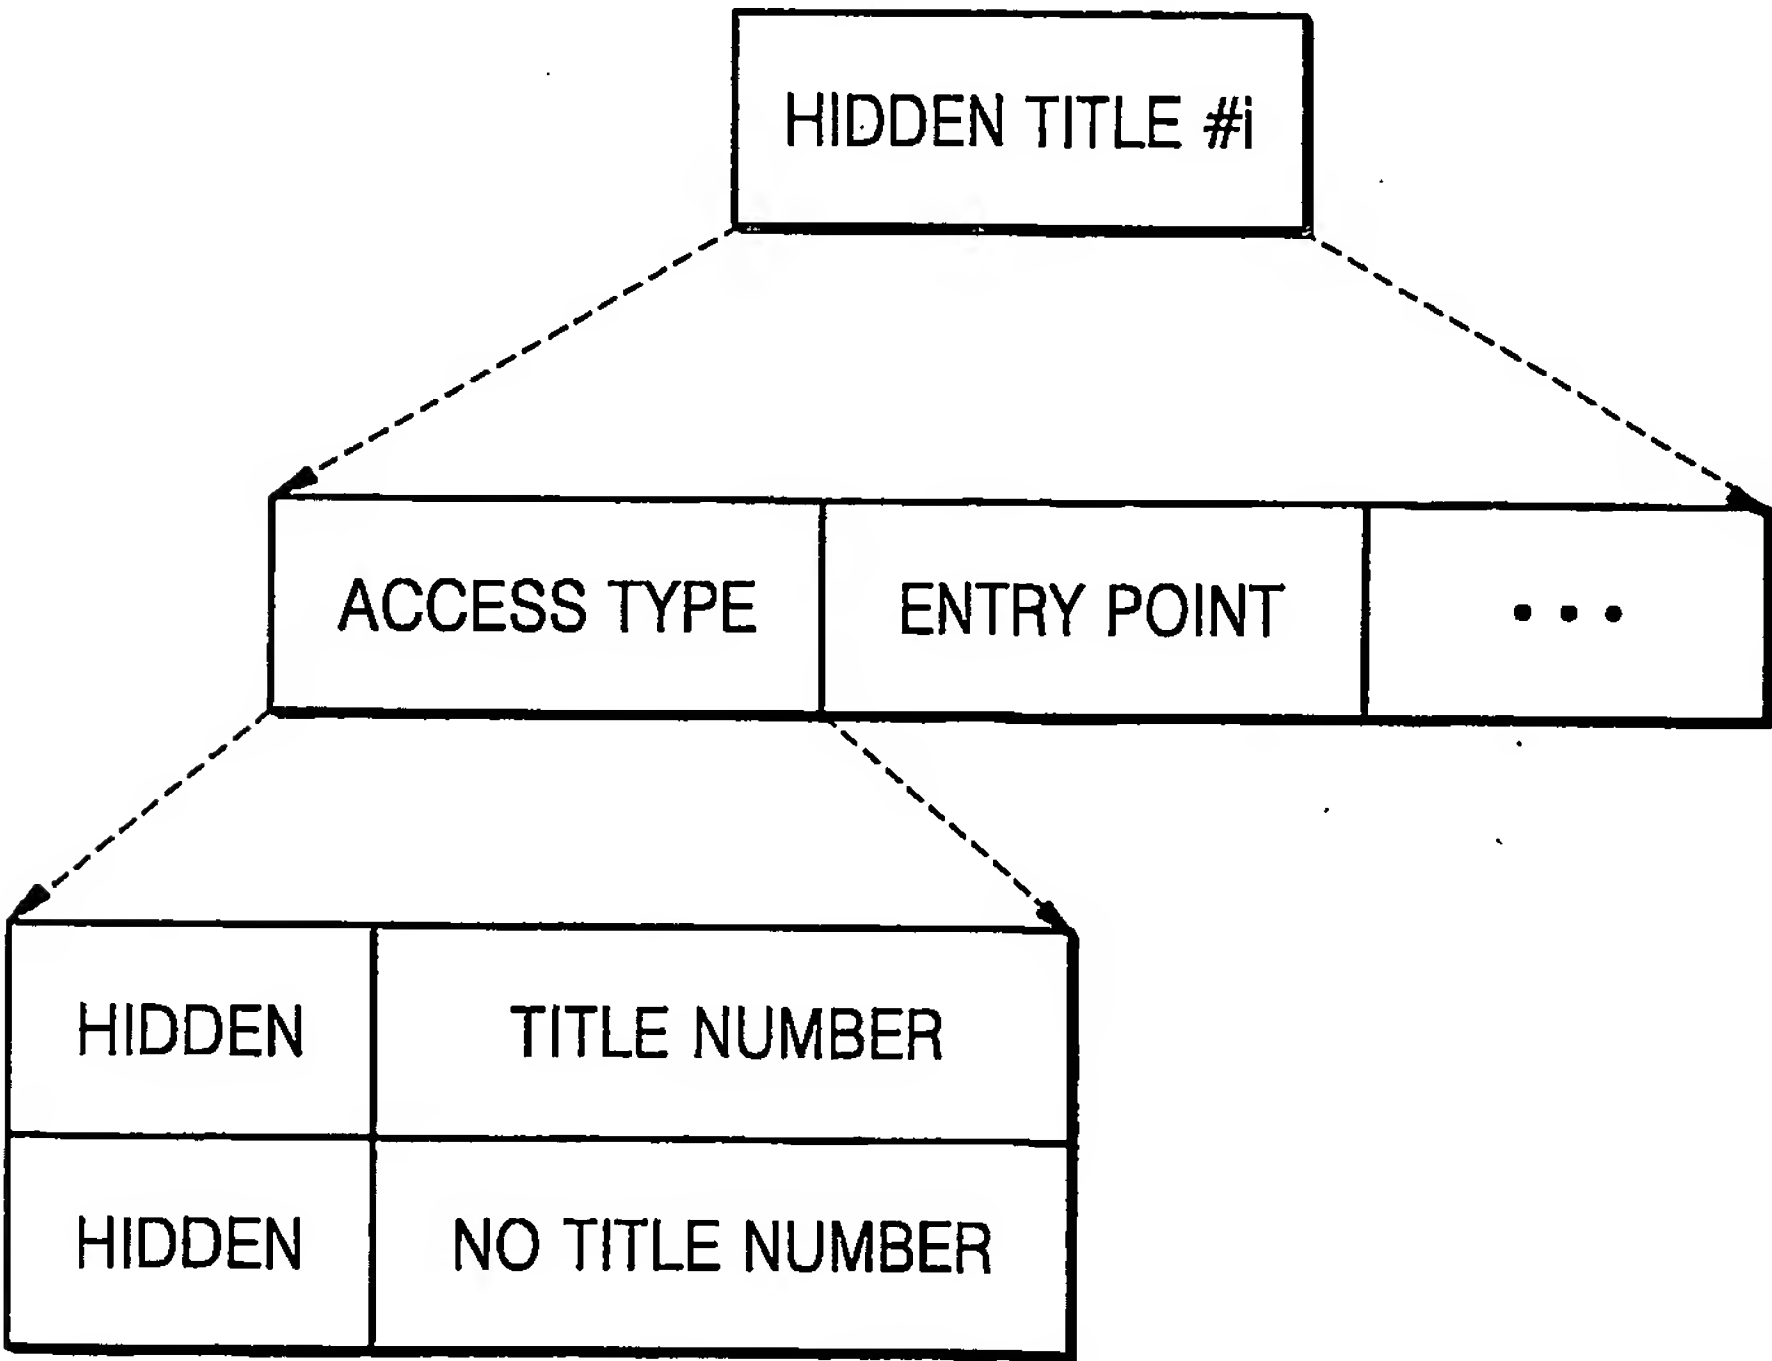 HIDDEN TITLE #i
ACCESS TYPE ENTRY POINT • • •
HIDDEN TITLE NUMBER
HIDDEN NO TITLE NUMBER